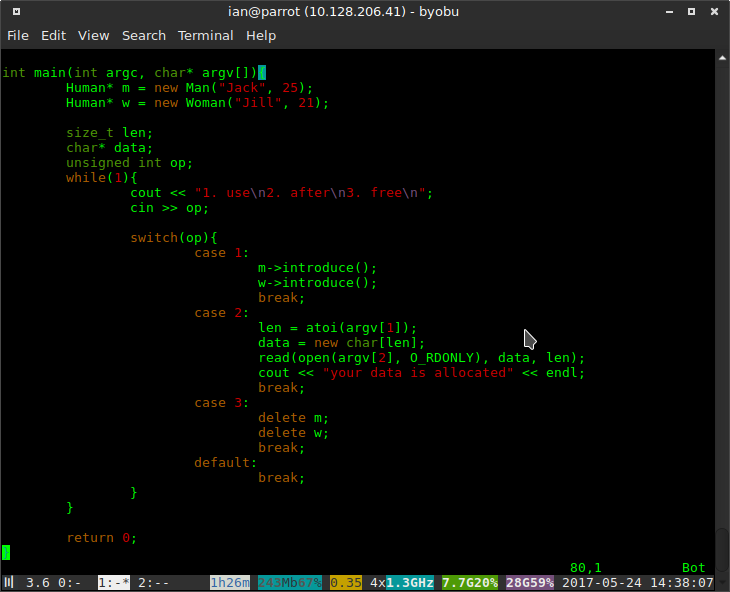 ian@parrot (10.128.206.41) - byobu
File Edit View Search Terminal Help
int main(int argc, char* argv[]){
        Human* m = new Man("Jack", 25);
        Human* w = new Woman("Jill", 21);
        size_t len;
        char* data;
        unsigned int op;
        while(1){
                cout << "1. use\n2. after\n3. free\n";
                cin >> op;
                switch(op){
                        case 1:
                                m->introduce();
                                w->introduce();
                                break;
                        case 2:
                                len = atoi(argv[1]);
                                data = new char[len];
                                read(open(argv[2], O_RDONLY), data, len);
                                cout << "your data is allocated" << endl;
                                break;
                        case 3:
                                delete m;
                                delete w;
                                break;
                        default:
                                break;
                }
        }
        return 0;
}
80,1 Bot
3.6 0:- 1:-* 2:-- 1h26m 243Mb67% 0.35 4x1.3GHz 7.7G20% 28G59% 2017-05-24 14:38:07